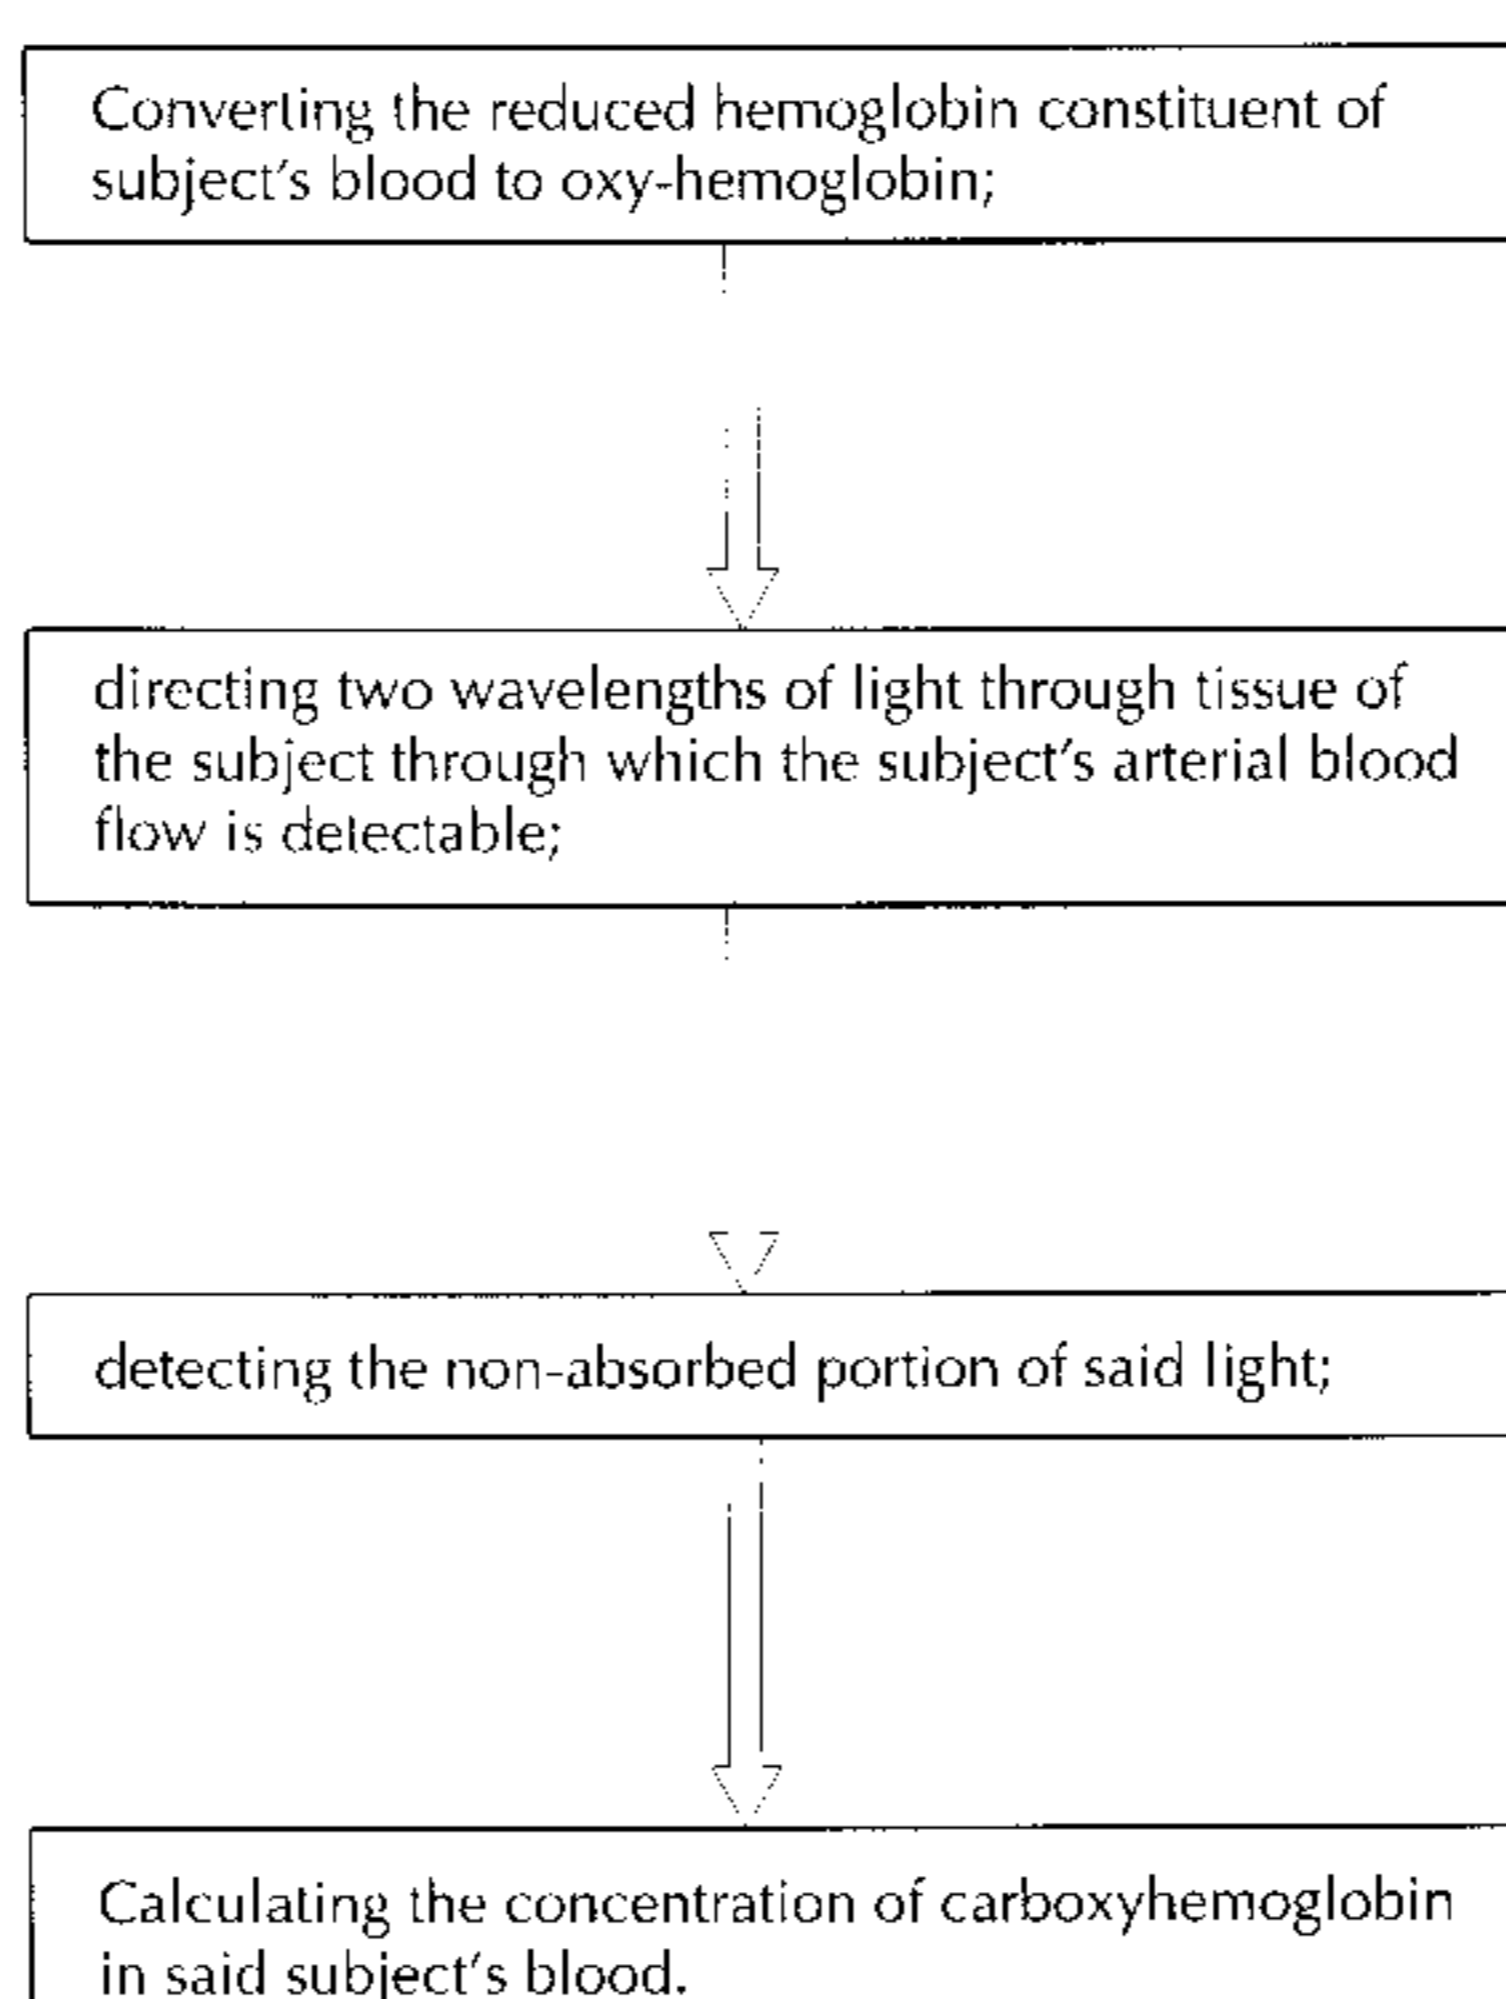 Converting the reduced hemoglobin constituent of
subject's blood to oxy-hemoglobin;
directing two wavelengths of light through tissue of
the subject through which the subject's arterial blood
flow is detectable;
detecting the non-absorbed portion of said light;
Calculating the concentration of carboxyhemoglobin
in said subject's blood.